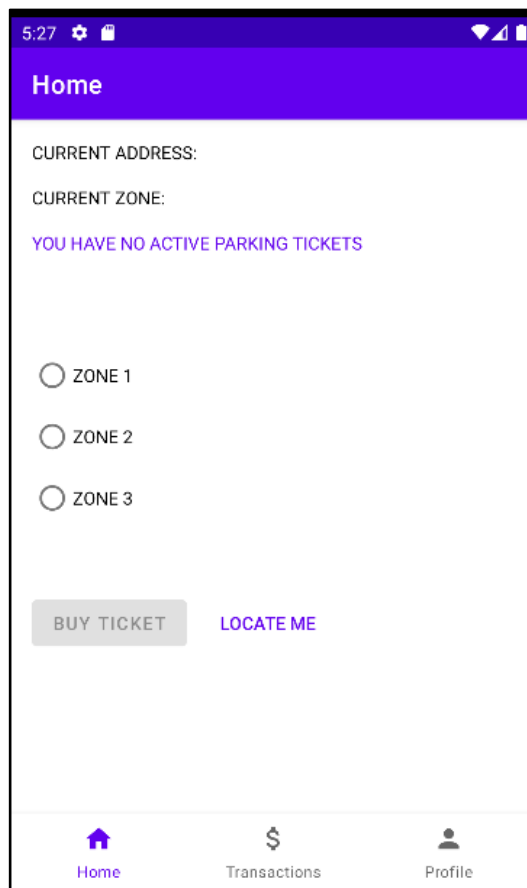 5:27
Home
CURRENT ADDRESS:
CURRENT ZONE:
YOU HAVE NO ACTIVE PARKING TICKETS
ZONE 1
ZONE 2
ZONE 3
BUY TICKET LOCATE ME
Home Transactions Profile